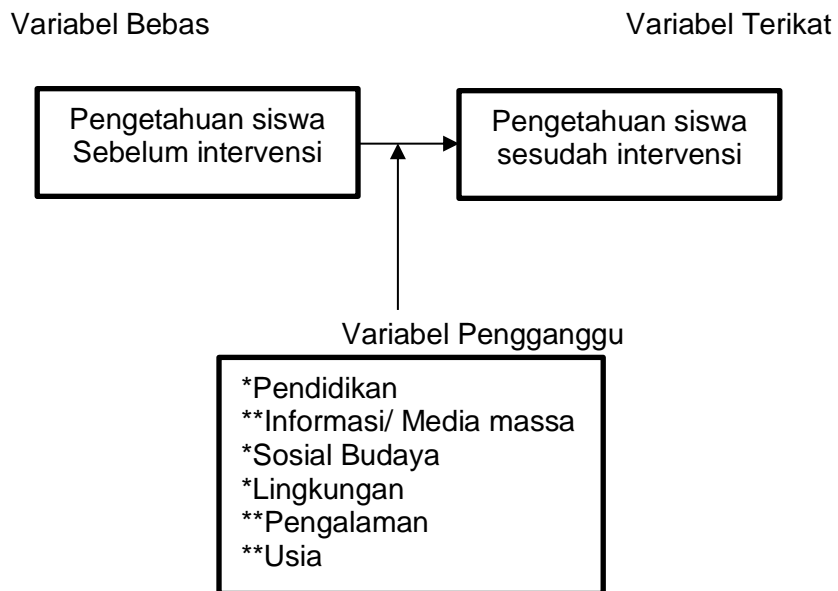 Variabel Bebas
Variabel Terikat
Pengetahuan siswa
Sebelum intervensi
Pengetahuan siswa
sesudah intervensi
Variabel Pengganggu
*Pendidikan
**Informasi/ Media massa
*Sosial Budaya
*Lingkungan
**Pengalaman
**Usia